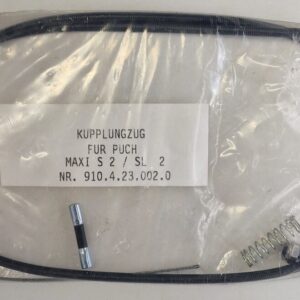 KUPPLUNGZUG
FUR PUCH
MAXI S 2 / SL 2
NR. 910.4.23.002.0